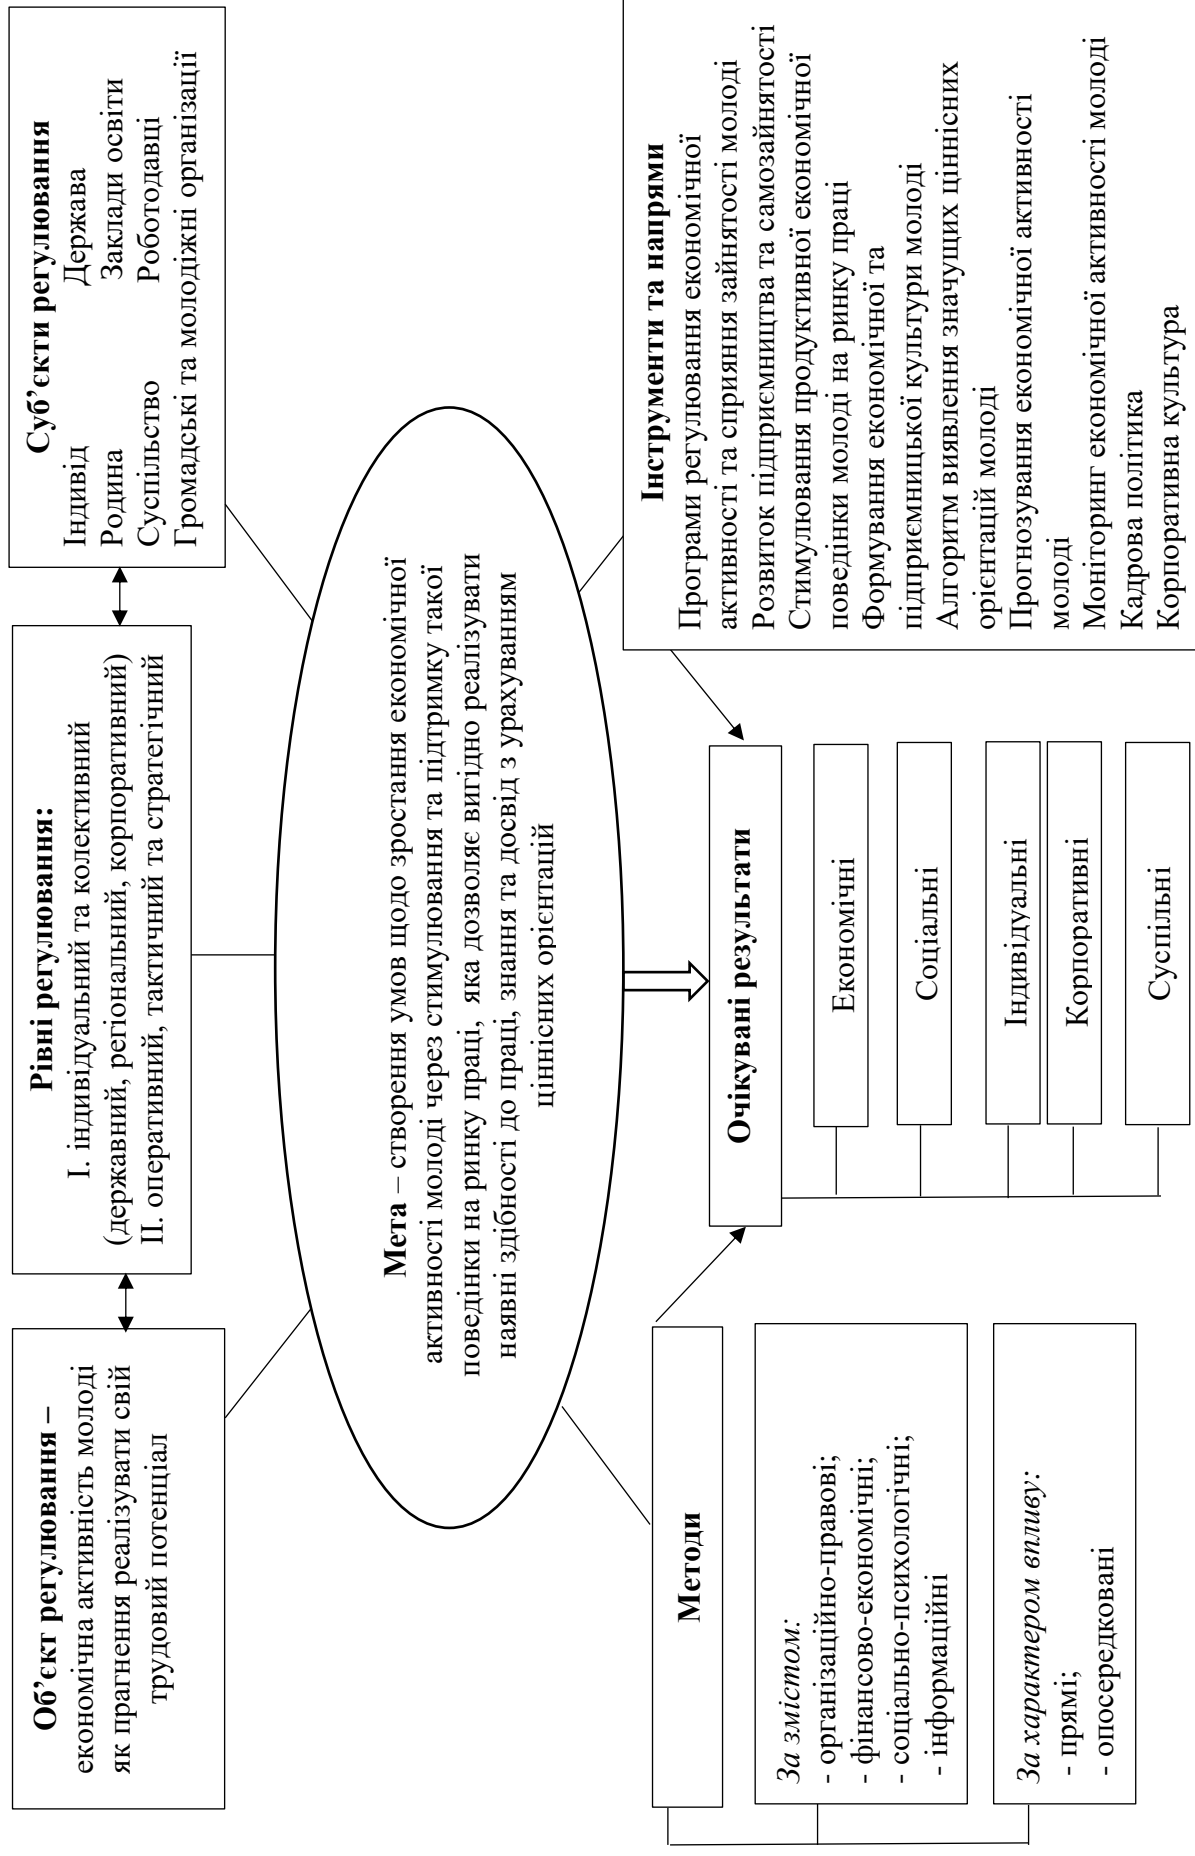 Об’єкт регулювання –
економічна активність молоді
як прагнення реалізувати свій
трудовий потенціал
Рівні регулювання:
І. індивідуальний та колективний
(державний, регіональний, корпоративний)
ІІ. оперативний, тактичний та стратегічний
Суб’єкти регулювання
Індивід Держава
Родина Заклади освіти
Суспільство Роботодавці
Громадські та молодіжні організації
Мета – створення умов щодо зростання економічної
активності молоді через стимулювання та підтримку такої
поведінки на ринку праці, яка дозволяє вигідно реалізувати
наявні здібності до праці, знання та досвід з урахуванням
ціннісних орієнтацій
Методи
За змістом:
- організаційно-правові;
- фінансово-економічні;
- соціально-психологічні;
- інформаційні
За характером впливу:
- прямі;
- опосередковані
Очікувані результати
Економічні
Соціальні
Індивідуальні
Корпоративні
Суспільні
Інструменти та напрями
Програми регулювання економічної
активності та сприяння зайнятості молоді
Розвиток підприємництва та самозайнятості
Стимулювання продуктивної економічної
поведінки молоді на ринку праці
Формування економічної та
підприємницької культури молоді
Алгоритм виявлення значущих ціннісних
орієнтацій молоді
Прогнозування економічної активності
молоді
Моніторинг економічної активності молоді
Кадрова політика
Корпоративна культура